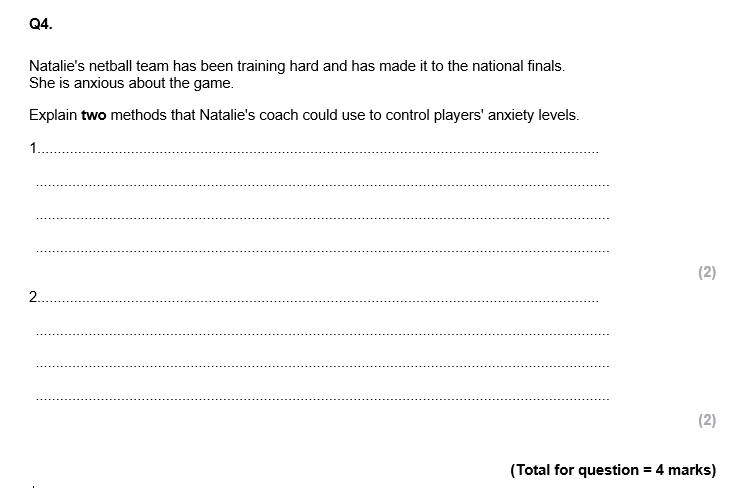 Q4.
Natalie's netball team has been training hard and has made it to the national finals.
She is anxious about the game.
Explain two methods that Natalie's coach could use to control players' anxiety levels.
1.............................................................................................................................................
................................................................................................................................................
................................................................................................................................................
................................................................................................................................................
(2)
2.............................................................................................................................................
................................................................................................................................................
................................................................................................................................................
................................................................................................................................................
(2)
(Total for question = 4 marks)